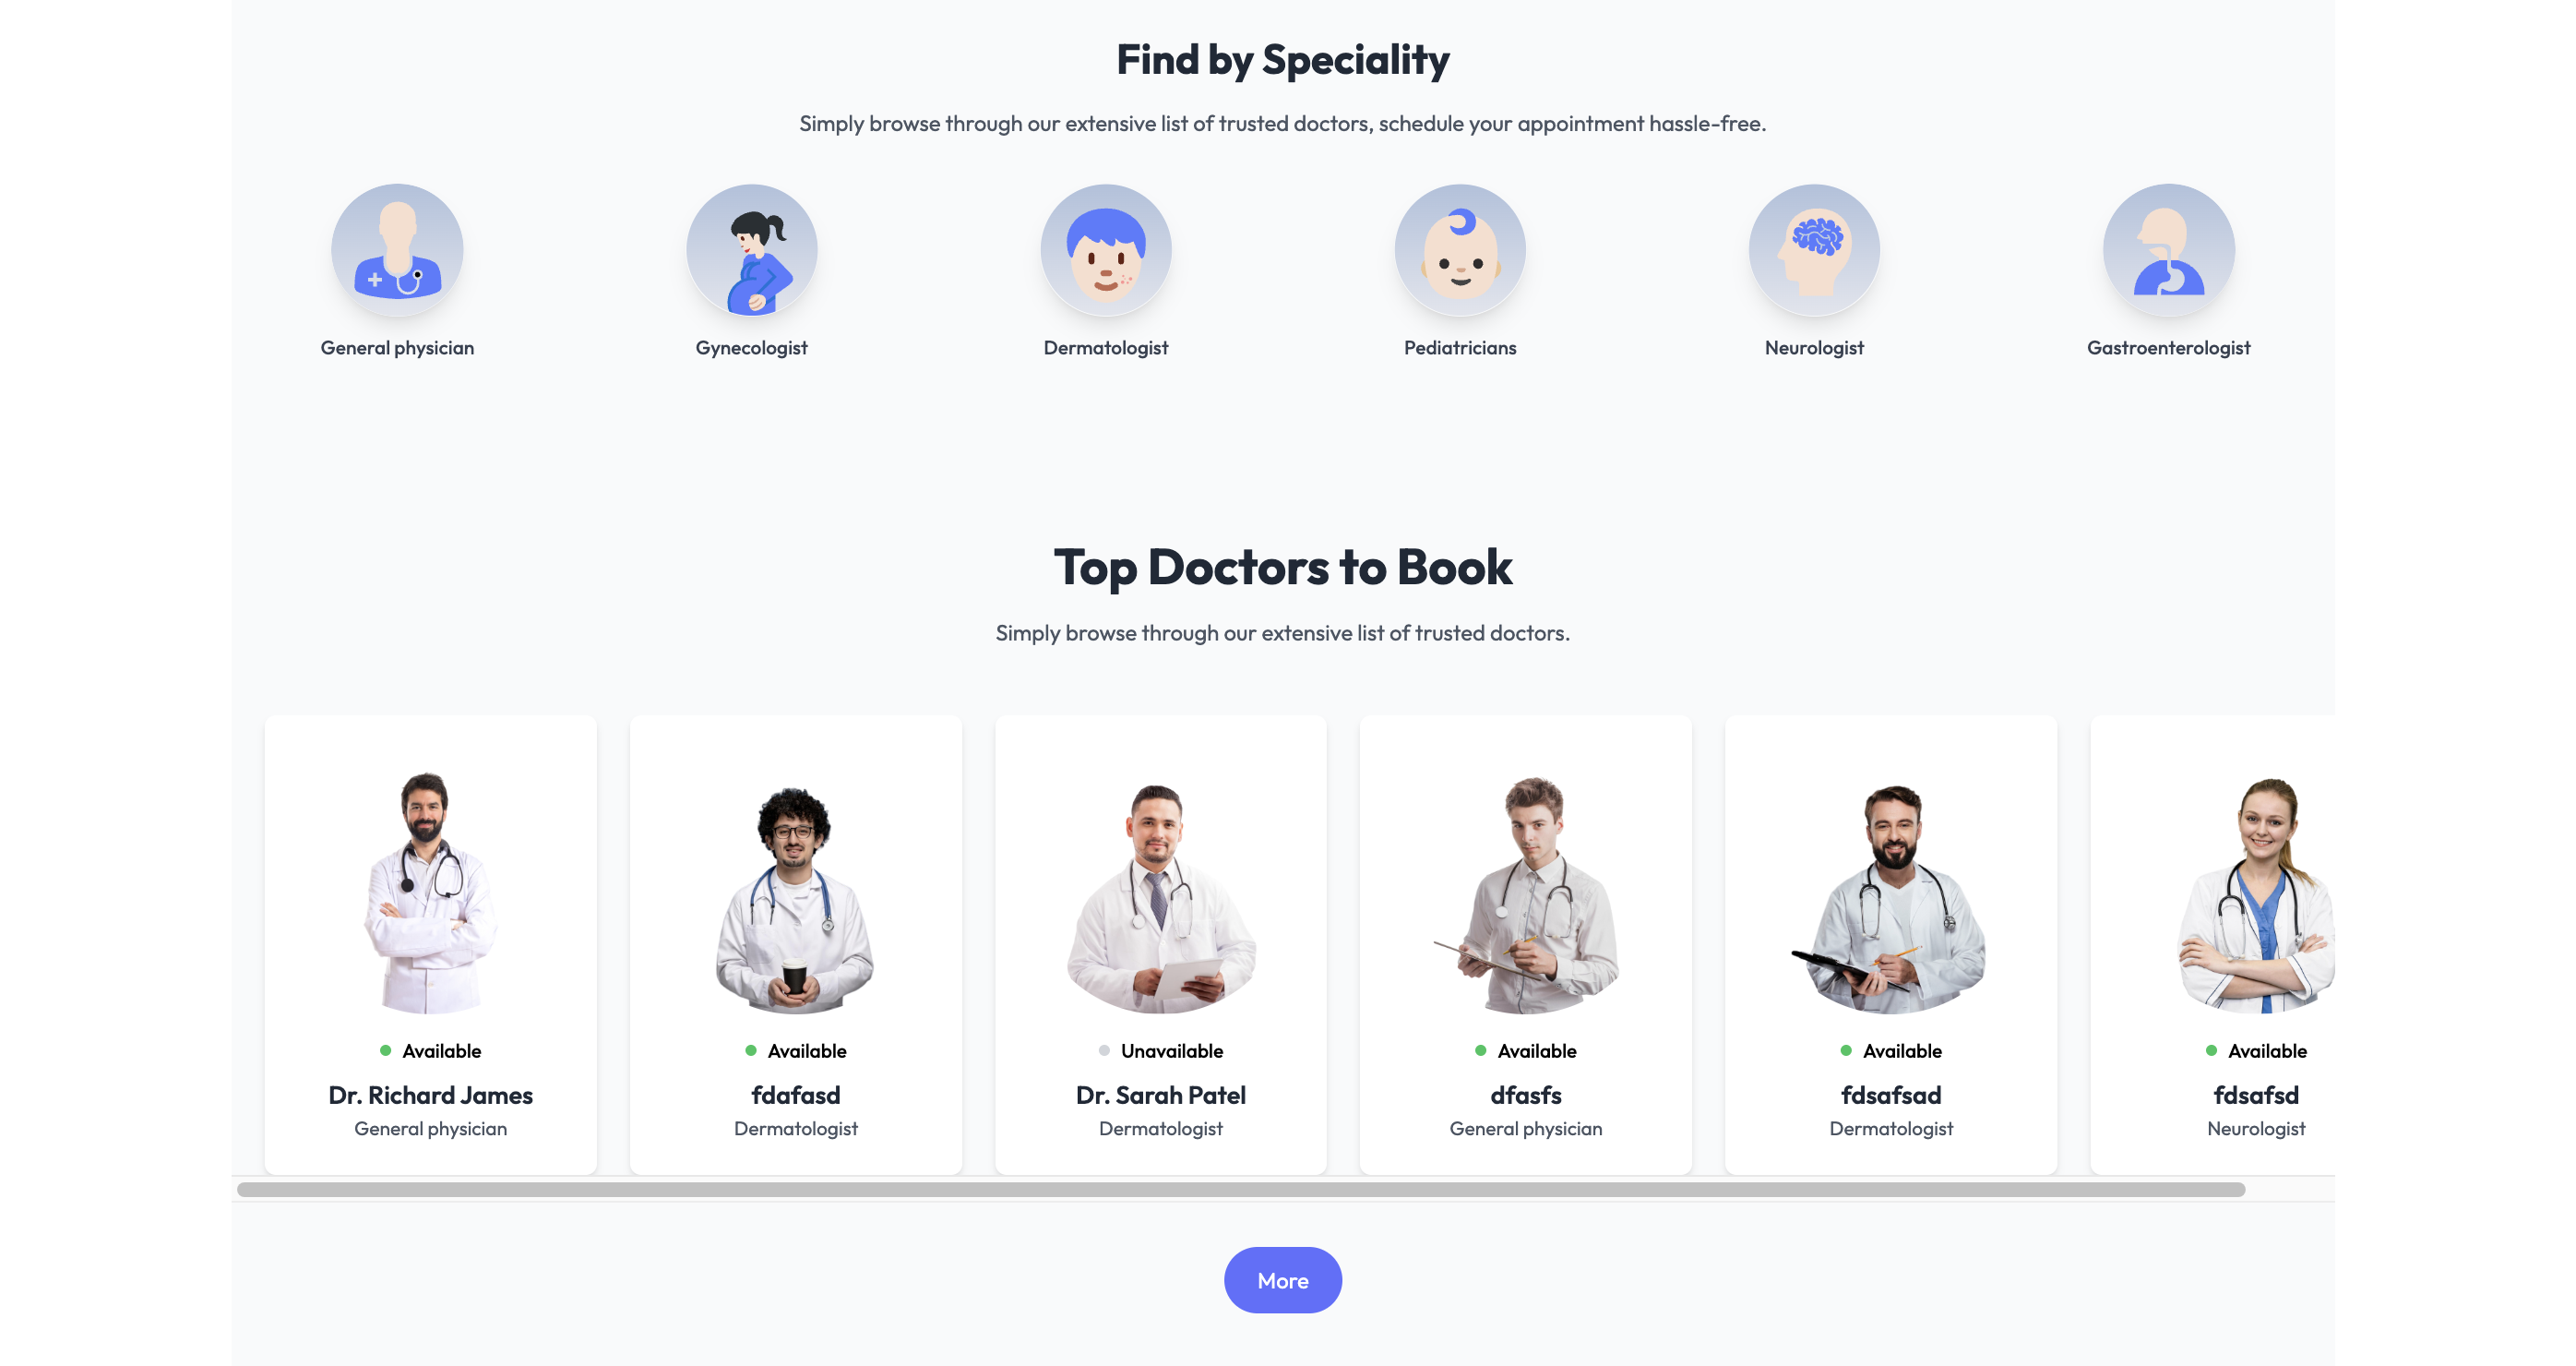 Find by Speciality
Simply browse through our extensive list of trusted doctors, schedule your appointment hassle-free.
General physician
Gynecologist
Dermatologist
Pediatricians
Neurologist
Gastroenterologist
Top Doctors to Book
Simply browse through our extensive list of trusted doctors.
Available
Dr. Richard James
General physician
Available
fdafasd
Dermatologist
Unavailable
Dr. Sarah Patel
Dermatologist
Available
dfasfs
General physician
Available
fdsafsad
Dermatologist
Available
fdsafsd
Neurologist
More